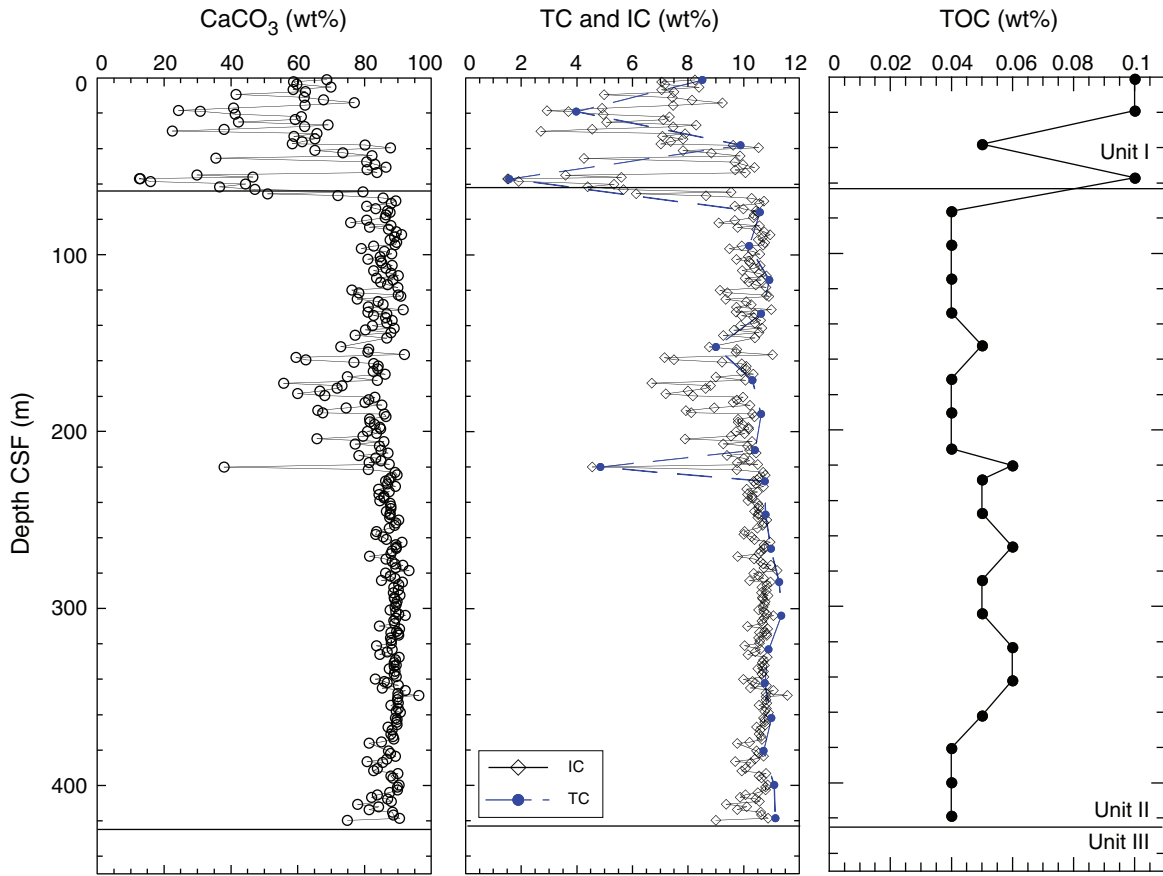 CaCO3 (wt%)
TC and IC (wt%)
TOC (wt%)
0 20 40 60 80 100
0 2 4 6 8 10 12
0 0.02 0.04 0.06 0.08 0.1
0
100
200
300
400
Depth CSF (m)
IC
TC
Unit I
Unit II
Unit III